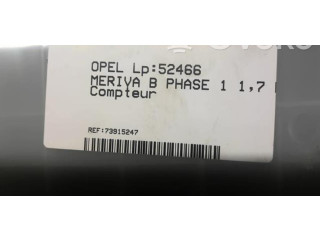 OPEL Lp:52466
MERIVA B PHASE 1 1,7
Compteur
REF:73915247